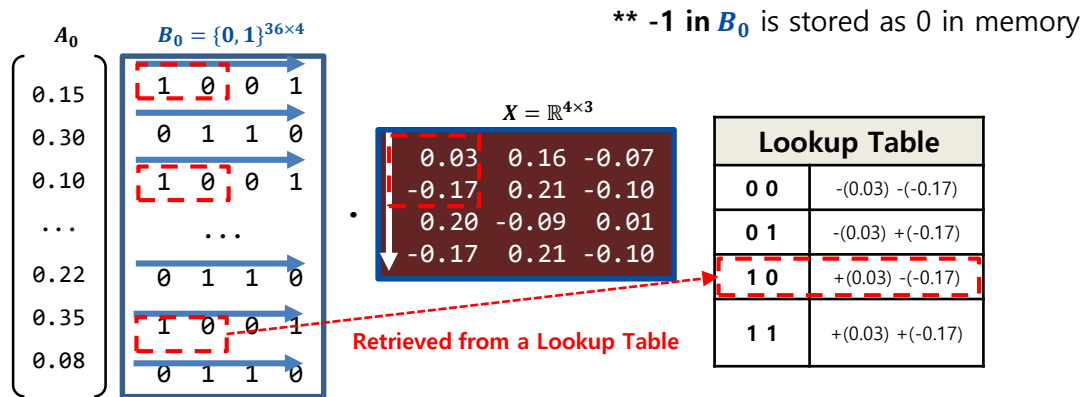 ** -1 in B₀ is stored as 0 in memory
A₀
B₀ = {0, 1}³⁶ˣ⁴
0.15
0.30
0.10
...
0.22
0.35
0.08
1 0 0 1
0 1 1 0
1 0 0 1
...
0 1 1 0
1 0 0 1
0 1 1 0
·
X = ℝ⁴ˣ³
0.03 0.16 -0.07
-0.17 0.21 -0.10
0.20 -0.09 0.01
-0.17 0.21 -0.10
Retrieved from a Lookup Table
Lookup Table
0 0 -(0.03) -(-0.17)
0 1 -(0.03) +(-0.17)
1 0 +(0.03) -(-0.17)
1 1 +(0.03) +(-0.17)